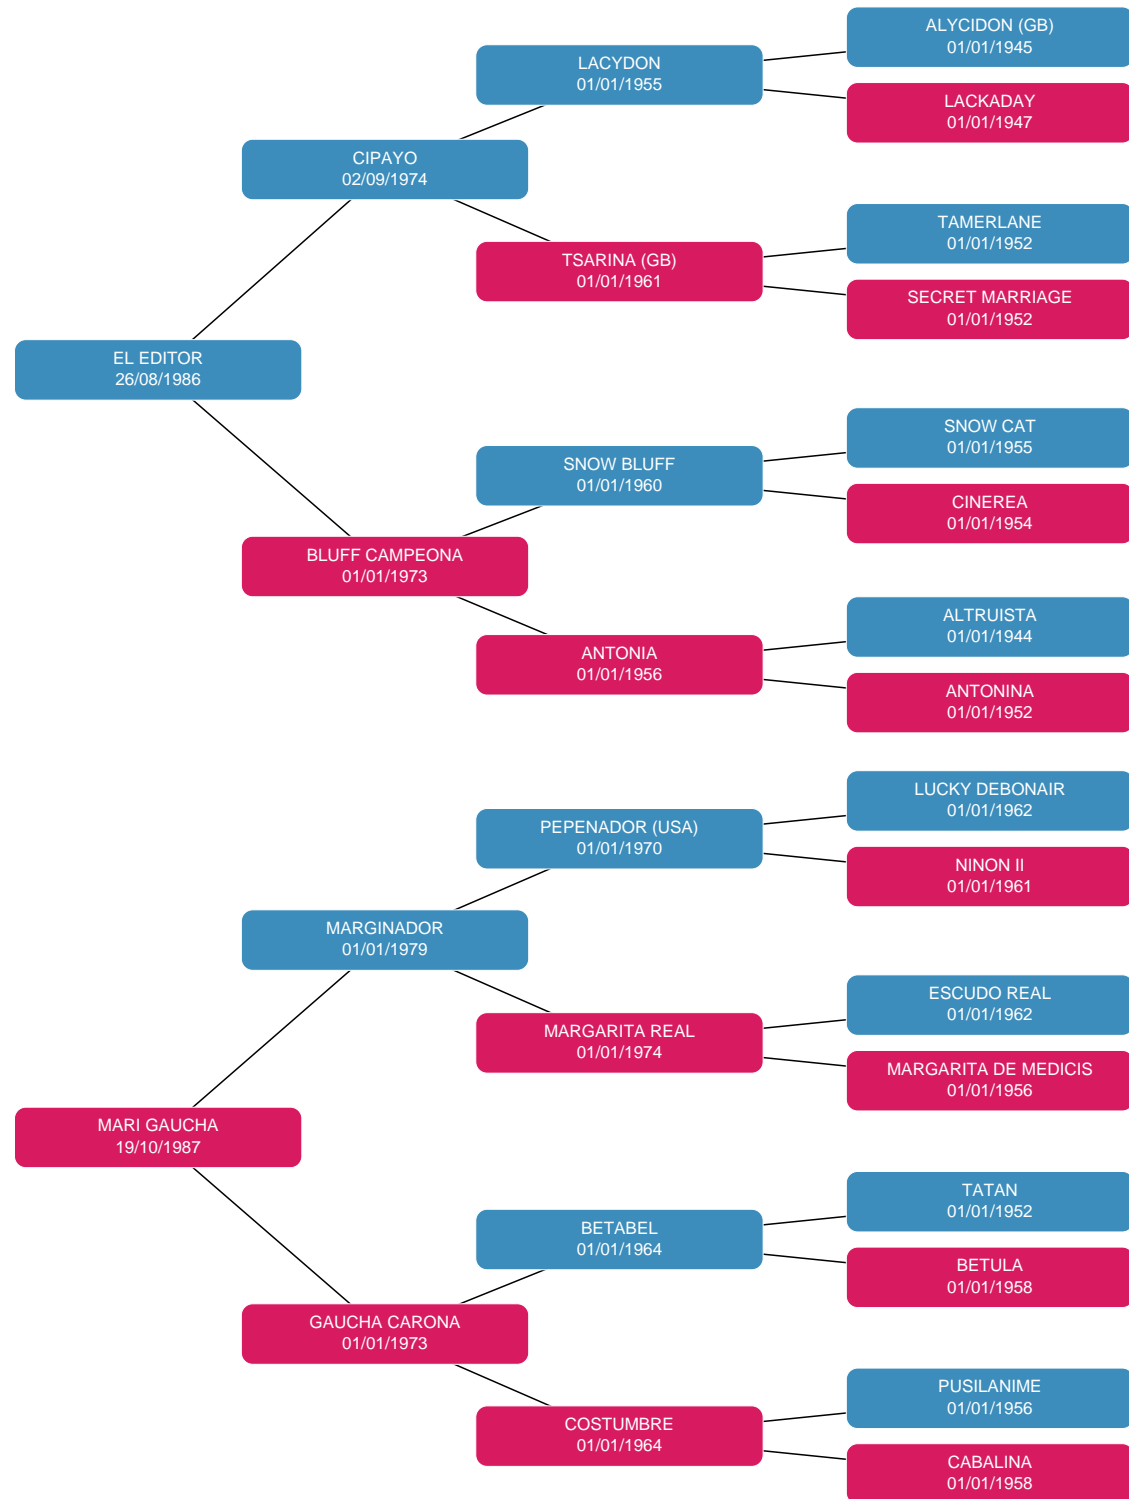 ALYCIDON (GB)
01/01/1945
LACYDON
01/01/1955
LACKADAY
01/01/1947
CIPAYO
02/09/1974
TAMERLANE
01/01/1952
TSARINA (GB)
01/01/1961
SECRET MARRIAGE
01/01/1952
EL EDITOR
26/08/1986
SNOW CAT
01/01/1955
SNOW BLUFF
01/01/1960
CINEREA
01/01/1954
BLUFF CAMPEONA
01/01/1973
ALTRUISTA
01/01/1944
ANTONIA
01/01/1956
ANTONINA
01/01/1952
LUCKY DEBONAIR
01/01/1962
PEPENADOR (USA)
01/01/1970
NINON II
01/01/1961
MARGINADOR
01/01/1979
ESCUDO REAL
01/01/1962
MARGARITA REAL
01/01/1974
MARGARITA DE MEDICIS
01/01/1956
MARI GAUCHA
19/10/1987
TATAN
01/01/1952
BETABEL
01/01/1964
BETULA
01/01/1958
GAUCHA CARONA
01/01/1973
PUSILANIME
01/01/1956
COSTUMBRE
01/01/1964
CABALINA
01/01/1958